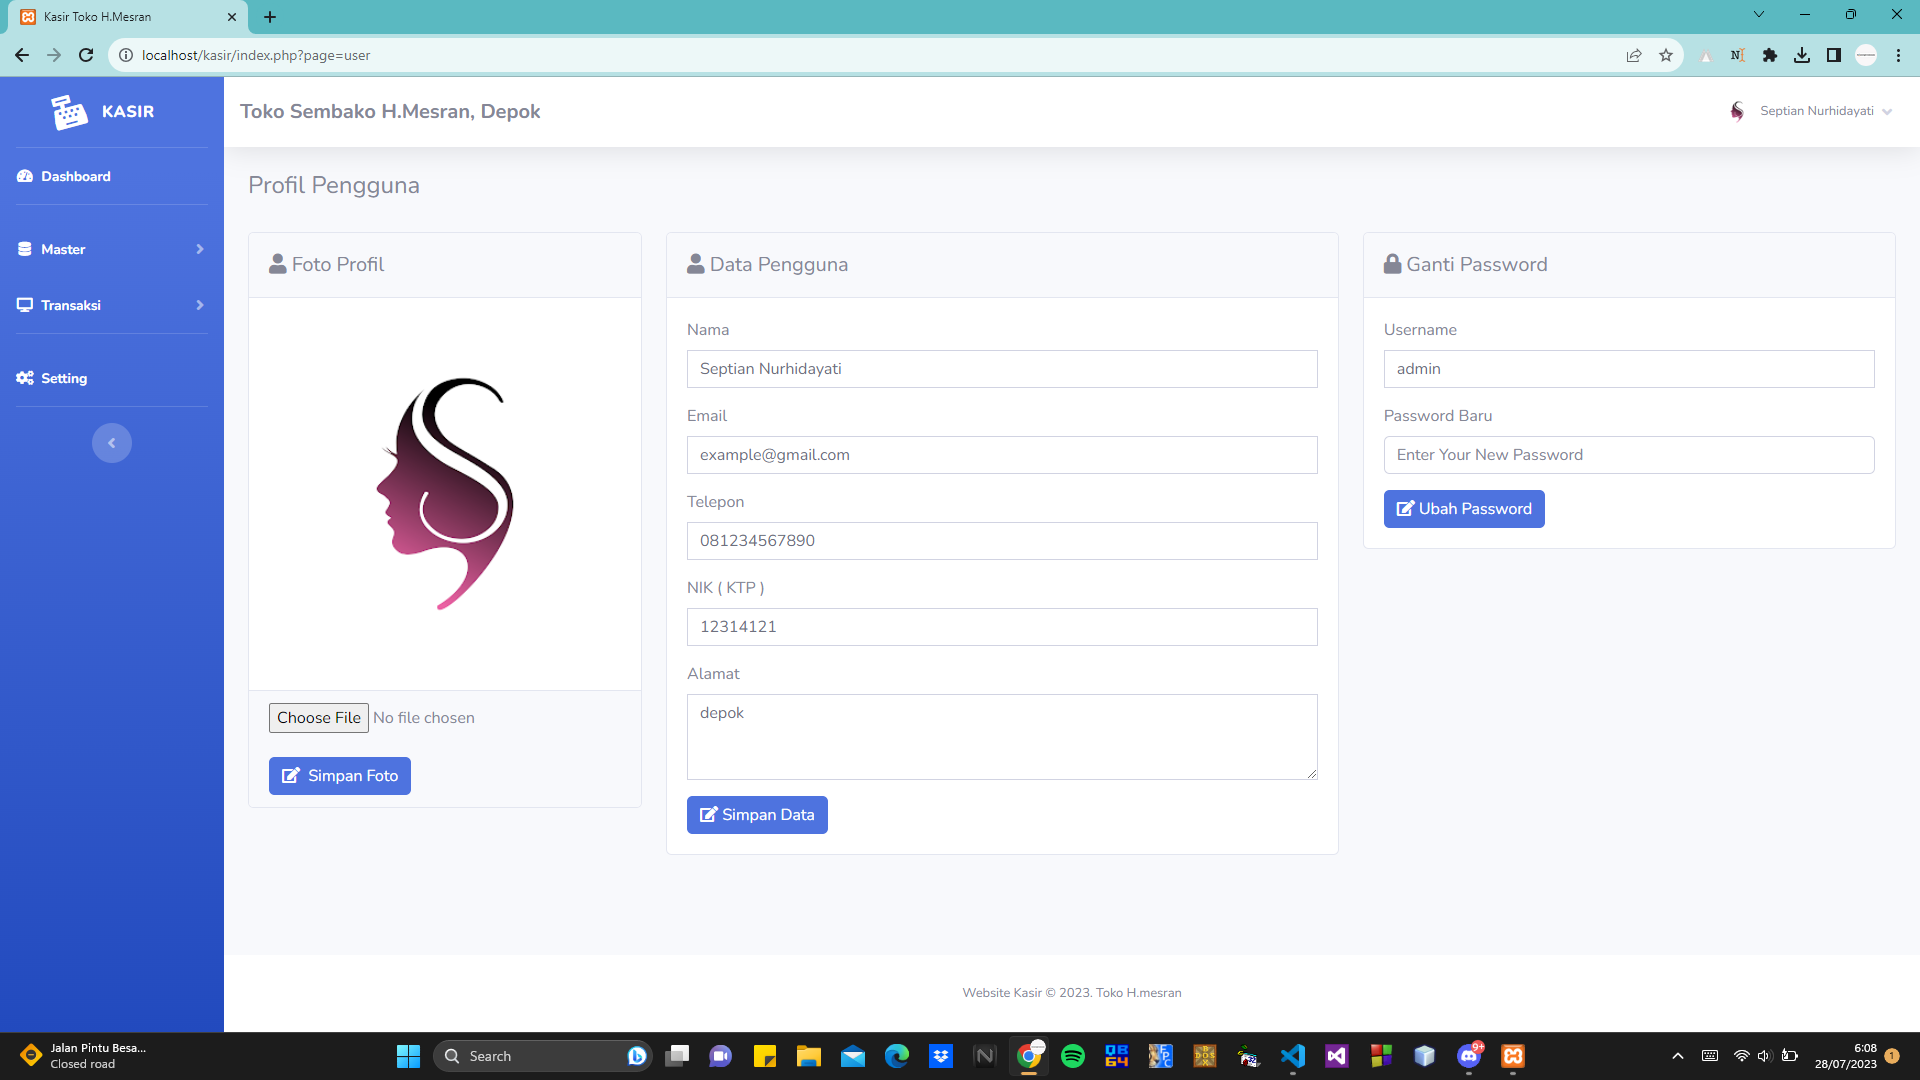 Kasir Toko H.Mesran
localhost/kasir/index.php?page=user
KASIR
Toko Sembako H.Mesran, Depok
Septian Nurhidayati
Dashboard
Master
Transaksi
Setting
Profil Pengguna
Foto Profil
Choose File No file chosen
Simpan Foto
Data Pengguna
Nama
Septian Nurhidayati
Email
example@gmail.com
Telepon
081234567890
NIK ( KTP )
12314121
Alamat
depok
Simpan Data
Ganti Password
Username
admin
Password Baru
Enter Your New Password
Ubah Password
Website Kasir © 2023. Toko H.mesran
Jalan Pintu Besa...
Closed road
Search
9+
6:08
28/07/2023
1